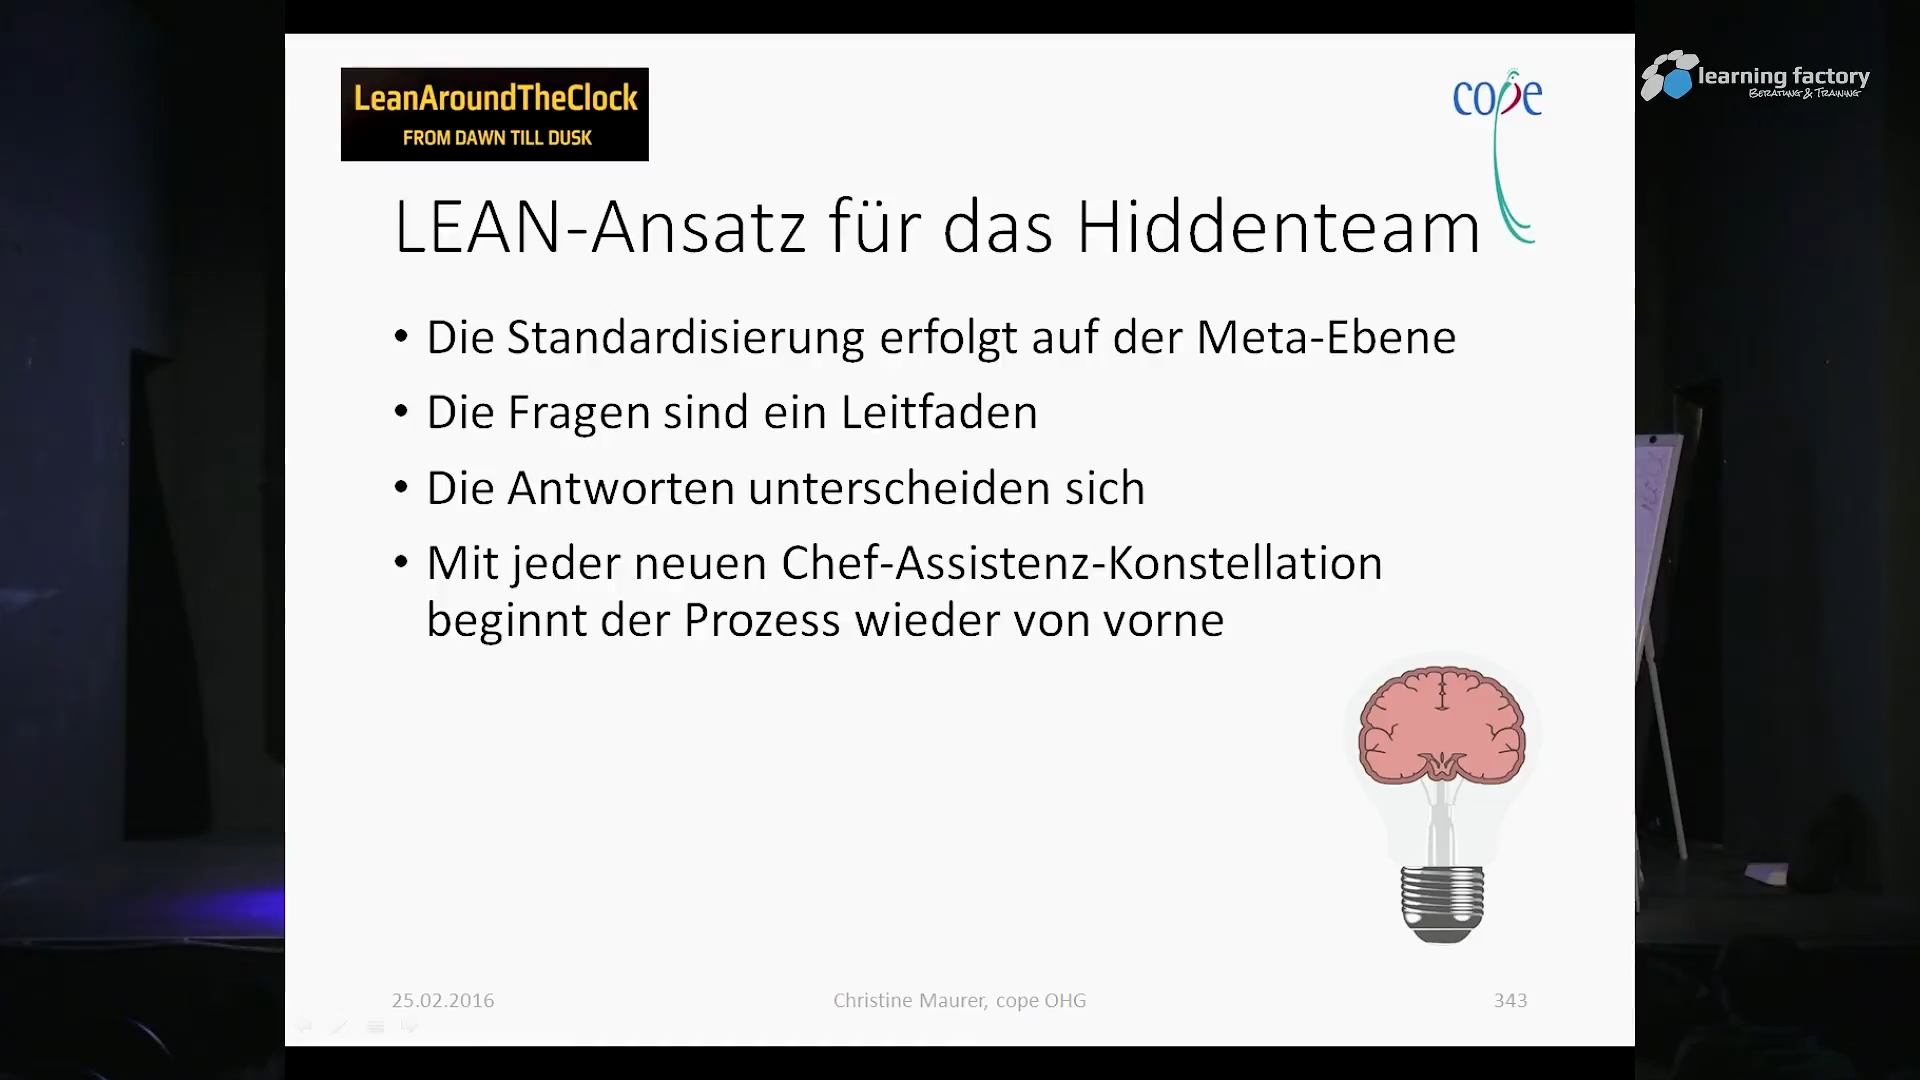 LeanAroundTheClock
FROM DAWN TILL DUSK
cope
learning factory
BERATUNG & TRAINING
LEAN-Ansatz für das Hiddenteam
• Die Standardisierung erfolgt auf der Meta-Ebene
• Die Fragen sind ein Leitfaden
• Die Antworten unterscheiden sich
• Mit jeder neuen Chef-Assistenz-Konstellation
beginnt der Prozess wieder von vorne
25.02.2016
Christine Maurer, cope OHG
343